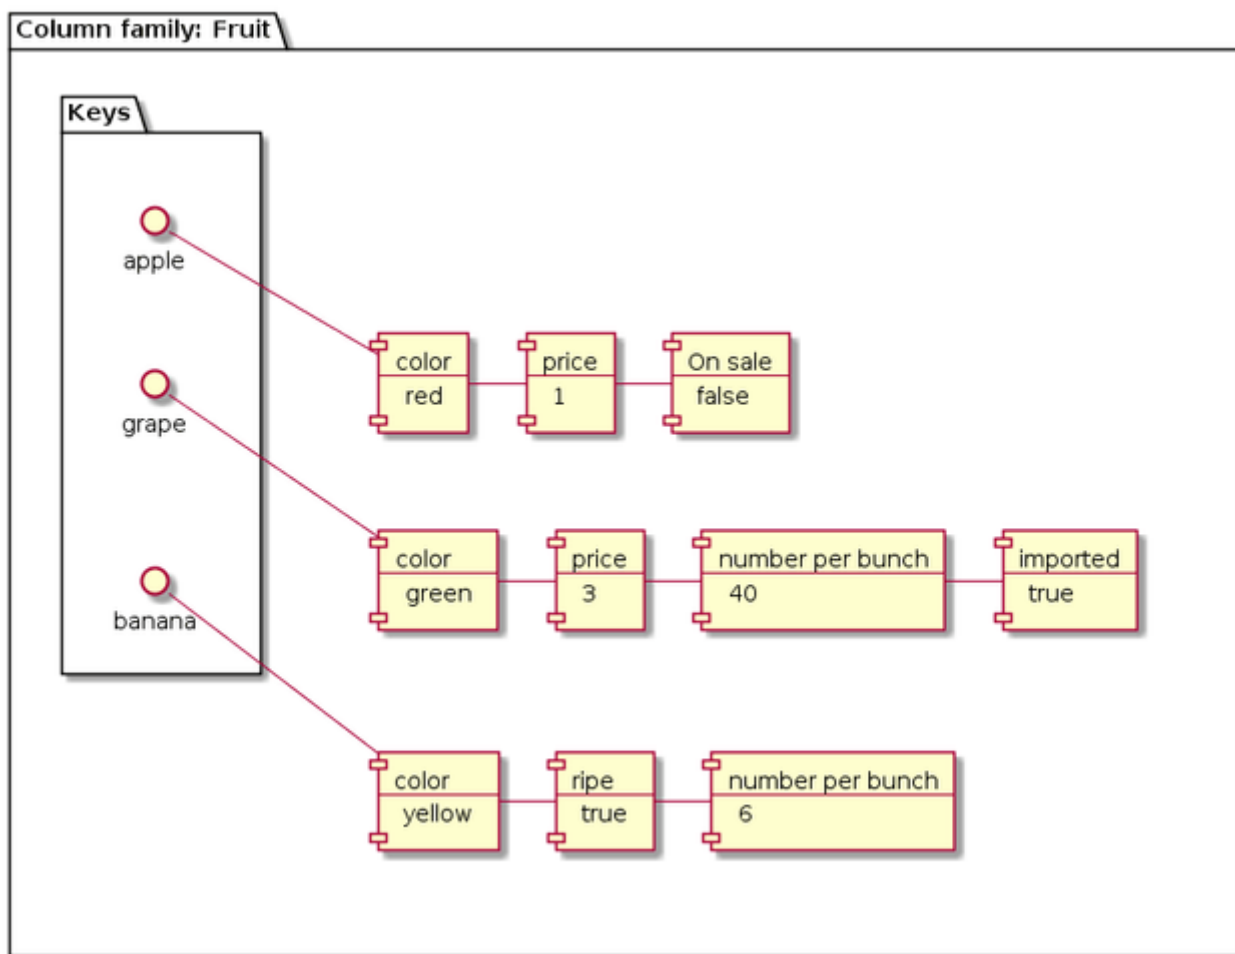 Column family: Fruit
Keys
apple
color
red
price
1
On sale
false
grape
color
green
price
3
number per bunch
40
imported
true
banana
color
yellow
ripe
true
number per bunch
6